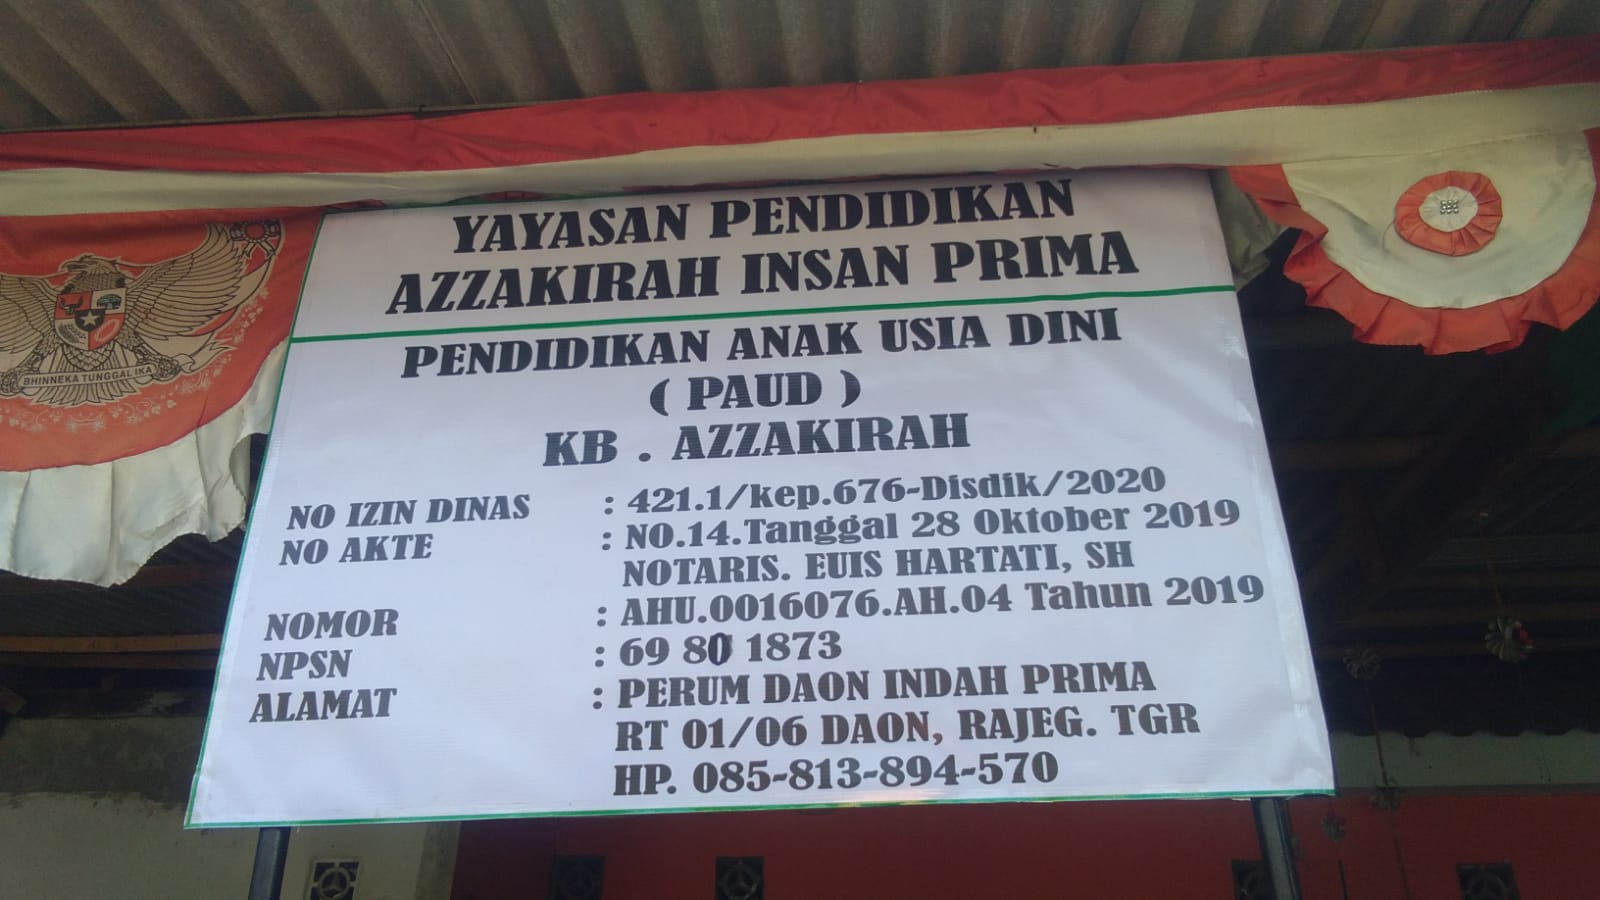 YAYASAN PENDIDIKAN
AZZAKIRAH INSAN PRIMA
PENDIDIKAN ANAK USIA DINI
( PAUD )
KB . AZZAKIRAH
NO IZIN DINAS : 421.1/kep.676-Disdik/2020
NO AKTE : NO.14.Tanggal 28 Oktober 2019
NOTARIS. EUIS HARTATI, SH
NOMOR : AHU.0016076.AH.04 Tahun 2019
NPSN : 69 80 1873
ALAMAT : PERUM DAON INDAH PRIMA
RT 01/06 DAON, RAJEG. TGR
HP. 085-813-894-570
BHINNEKA TUNGGAL IKA